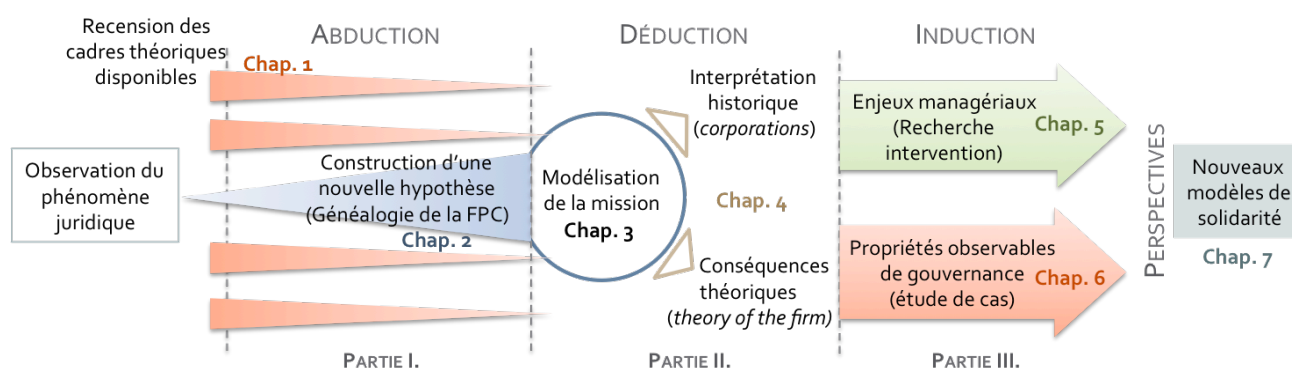 Recension des
cadres théoriques
disponibles
Chap. 1
ABDUCTION
DÉDUCTION
INDUCTION
Observation du
phénomène
juridique
Construction d'une
nouvelle hypothèse
(Généalogie de la FPC)
Chap. 2
Modélisation
de la mission
Chap. 3
Interprétation
historique
(corporations)
Chap. 4
Conséquences
théoriques
(theory of the firm)
Enjeux managériaux
(Recherche
intervention)
Chap. 5
Propriétés observables
de gouvernance
(étude de cas)
Chap. 6
PERSPECTIVES
Nouveaux
modèles de
solidarité
Chap. 7
PARTIE I.
PARTIE II.
PARTIE III.